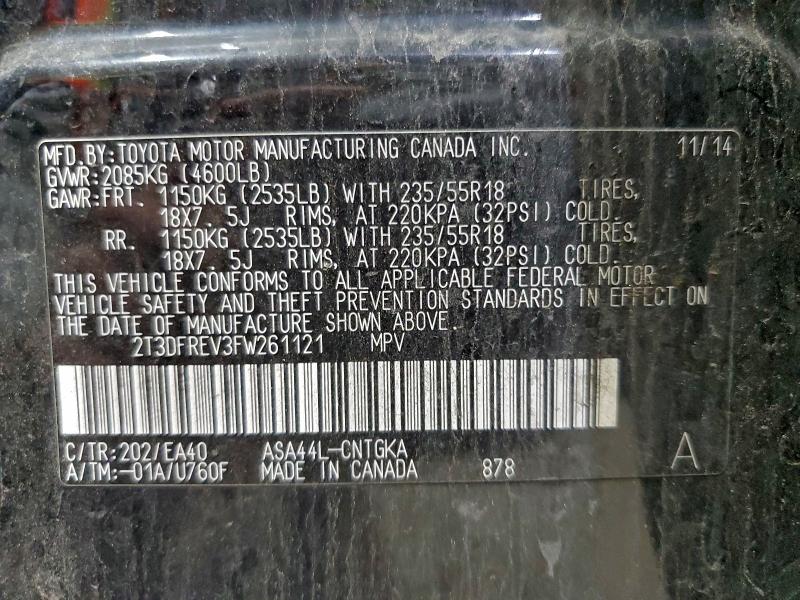 MFD.BY:TOYOTA MOTOR MANUFACTURING CANADA INC. 11/14
GVWR:2085KG (4600LB)
GAWR:FRT. 1150KG (2535LB) WITH 235/55R18 TIRES,
18X7. 5J RIMS, AT 220KPA (32PSI) COLD.
RR. 1150KG (2535LB) WITH 235/55R18 TIRES,
18X7. 5J RIMS, AT 220KPA (32PSI) COLD.
THIS VEHICLE CONFORMS TO ALL APPLICABLE FEDERAL MOTOR
VEHICLE SAFETY AND THEFT PREVENTION STANDARDS IN EFFECT ON
THE DATE OF MANUFACTURE SHOWN ABOVE.
2T3DFREV3FW261121 MPV
C/TR:202/EA40 ASA44L-CNTGKA
A/TM:-01A/U760F MADE IN CANADA 878 A